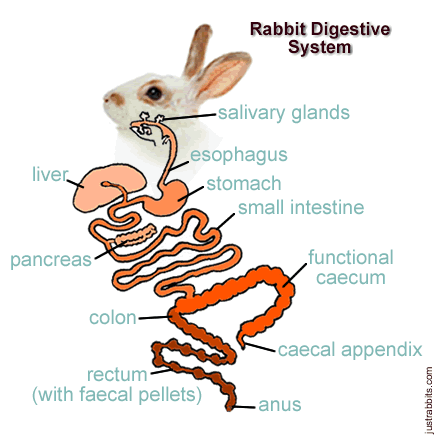 Rabbit Digestive
System
salivary glands
esophagus
liver
stomach
small intestine
pancreas
functional
caecum
colon
caecal appendix
rectum
(with faecal pellets)
anus
justrabbits.com